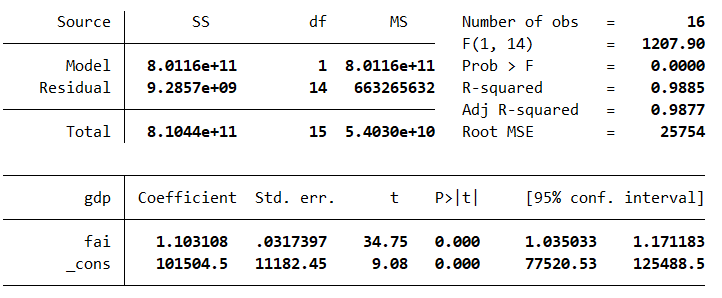 Source SS df MS Number of obs = 16
F(1, 14) = 1207.90
Model 8.0116e+11 1 8.0116e+11 Prob > F = 0.0000
Residual 9.2857e+09 14 663265632 R-squared = 0.9885
Adj R-squared = 0.9877
Total 8.1044e+11 15 5.4030e+10 Root MSE = 25754
gdp Coefficient Std. err. t P>|t| [95% conf. interval]
fai 1.103108 .0317397 34.75 0.000 1.035033 1.171183
_cons 101504.5 11182.45 9.08 0.000 77520.53 125488.5